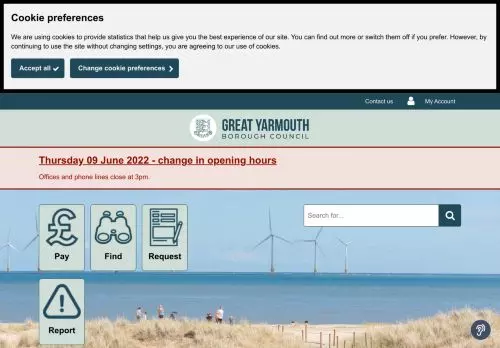 Cookie preferences
We are using cookies to provide statistics that help us give you the best experience of our site. You can find out more or switch them off if you prefer. However, by
continuing to use the site without changing settings, you are agreeing to our use of cookies.
Accept all
Change cookie preferences
Contact us
My Account
GREAT YARMOUTH
BOROUGH COUNCIL
Thursday 09 June 2022 - change in opening hours
Offices and phone lines close at 3pm.
Pay
Find
Request
Search for...
Report